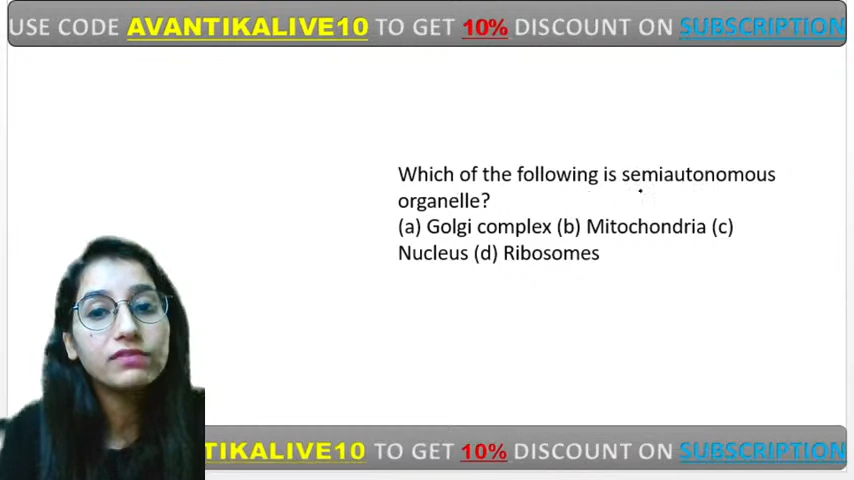 USE CODE AVANTIKALIVE10 TO GET 10% DISCOUNT ON SUBSCRIPTION
Which of the following is semiautonomous
organelle?
(a) Golgi complex (b) Mitochondria (c)
Nucleus (d) Ribosomes
TIKALIVE10 TO GET 10% DISCOUNT ON SUBSCRIPTION